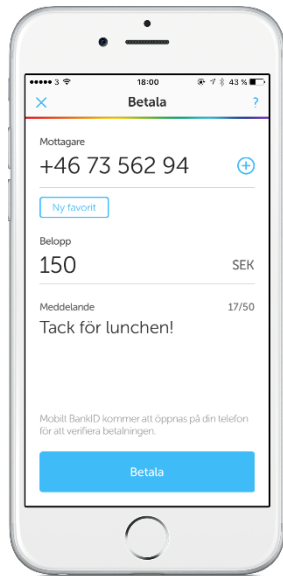 3 18:00 43 %
Betala ?
Mottagare
+46 73 562 94
Ny favorit
Belopp
150 SEK
Meddelande 17/50
Tack för lunchen!
Mobilt BankID kommer att öppnas på din telefon
för att verifiera betalningen.
Betala